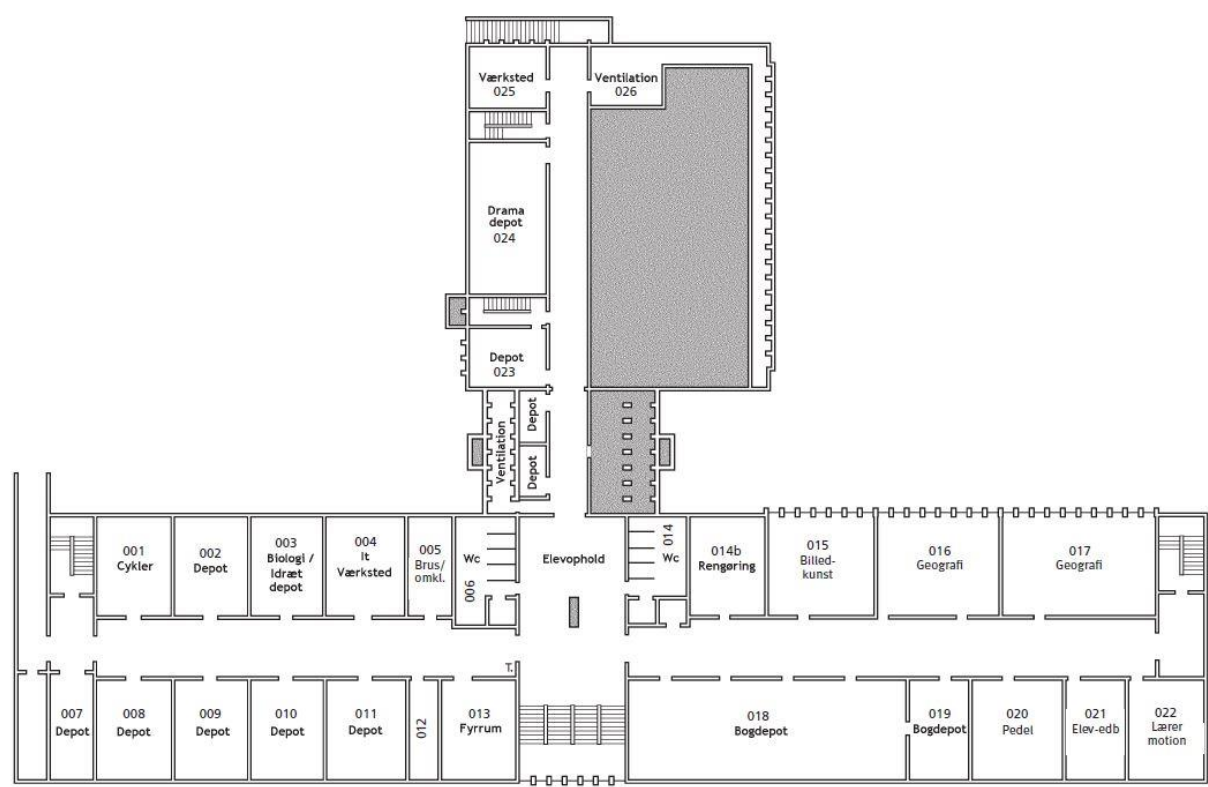 Værksted
025
Ventilation
026
Drama
depot
024
Depot
023
Depot
Ventilation
Depot
001
Cykler
002
Depot
003
Biologi /
Idræt
depot
004
It
Værksted
005
Brus/
omkl.
Wc
006
Elevophold
014
Wc
014b
Rengøring
015
Billed-
kunst
016
Geografi
017
Geografi
T.
007
Depot
008
Depot
009
Depot
010
Depot
011
Depot
012
013
Fyrrum
018
Bogdepot
019
Bogdepot
020
Pedel
021
Elev-edb
022
Lærer
motion